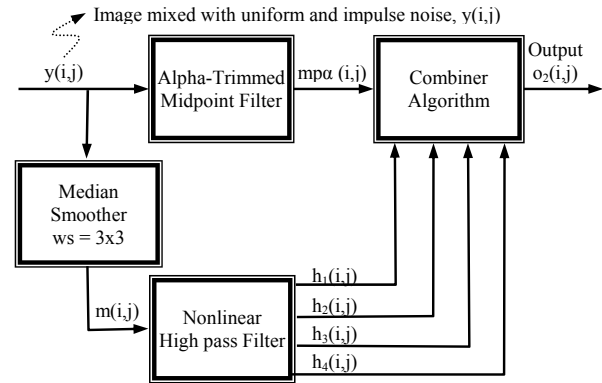 Image mixed with uniform and impulse noise, y(i,j)
y(i,j)
Alpha-Trimmed
Midpoint Filter
mpα (i,j)
Combiner
Algorithm
Output
o₂(i,j)
Median
Smoother
ws = 3x3
m(i,j)
Nonlinear
High pass Filter
h₁(i,j)
h₂(i,j)
h₃(i,j)
h₄(i,j)